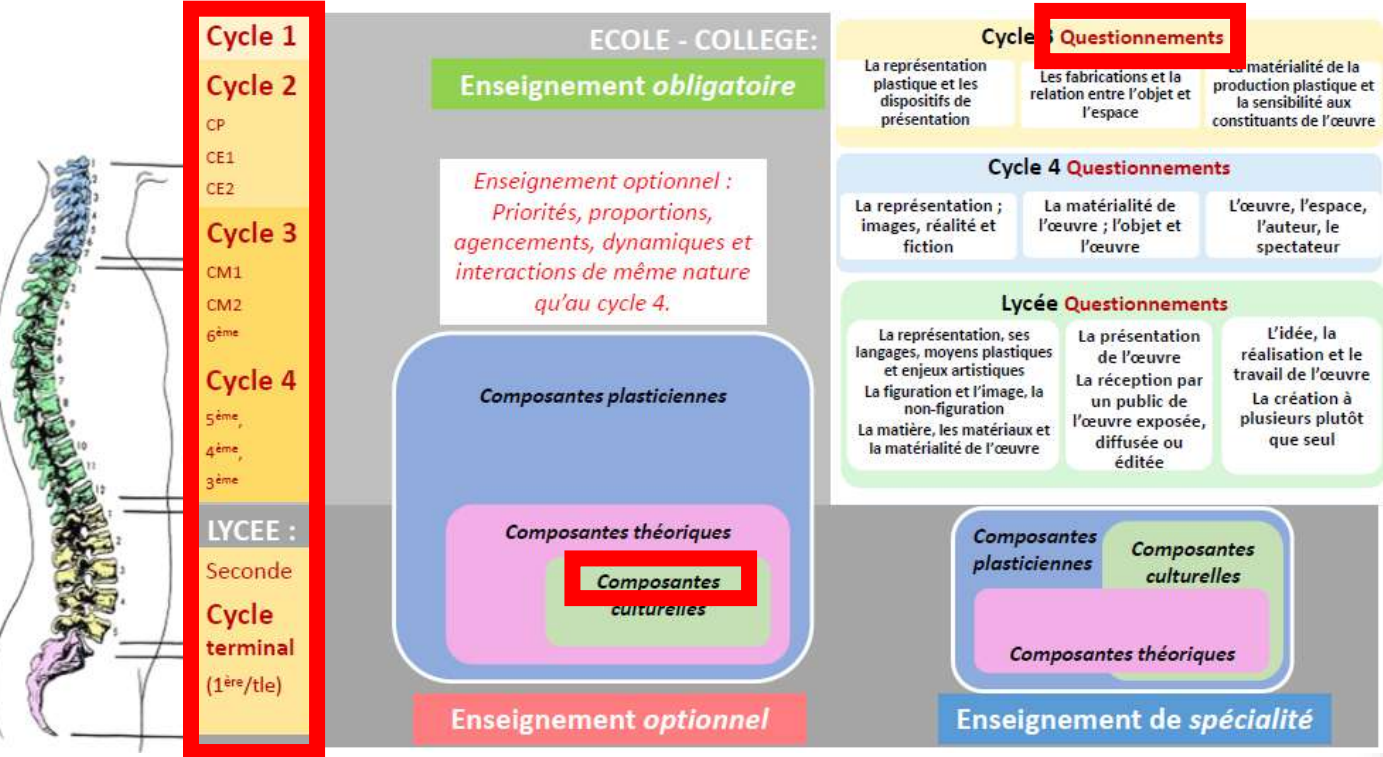 Cycle 1
Cycle 2
CP
CE1
CE2
Cycle 3
CM1
CM2
6ème
Cycle 4
5ème,
4ème,
3ème
LYCEE :
Seconde
Cycle
terminal
(1ère/tle)
ECOLE - COLLEGE:
Enseignement obligatoire
Enseignement optionnel :
Priorités, proportions,
agencements, dynamiques et
interactions de même nature
qu'au cycle 4.
Composantes plasticiennes
Composantes théoriques
Composantes
culturelles
Enseignement optionnel
Cycle 3 Questionnements
La représentation
plastique et les
dispositifs de
présentation
Les fabrications et la
relation entre l'objet et
l'espace
La matérialité de la
production plastique et
la sensibilité aux
constituants de l'œuvre
Cycle 4 Questionnements
La représentation ;
images, réalité et
fiction
La matérialité de
l'œuvre ; l'objet et
l'œuvre
L'œuvre, l'espace,
l'auteur, le
spectateur
Lycée Questionnements
La représentation, ses
langages, moyens plastiques
et enjeux artistiques
La figuration et l'image, la
non-figuration
La matière, les matériaux et
la matérialité de l'œuvre
La présentation
de l'œuvre
La réception par
un public de
l'œuvre exposée,
diffusée ou
éditée
L'idée, la
réalisation et le
travail de l'œuvre
La création à
plusieurs plutôt
que seul
Composantes
plasticiennes
Composantes
culturelles
Composantes théoriques
Enseignement de spécialité